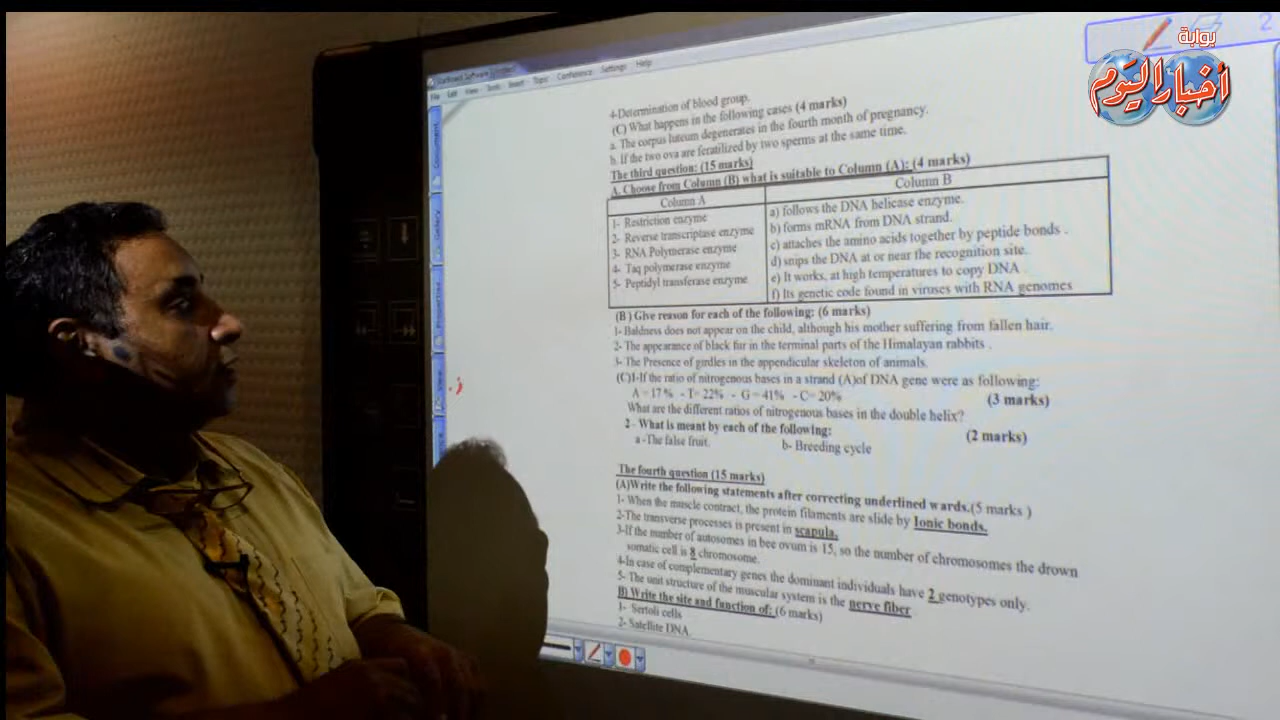 بوابة
أخبار اليوم
2
File Edit View Tools Insert Topic Conference Settings Help
4-Determination of blood group.
(C) What happens in the following cases (4 marks)
a. The corpus luteum degenerates in the fourth month of pregnancy.
b. If the two ova are feratilized by two sperms at the same time.
The third question: (15 marks)
A. Choose from Column (B) what is suitable to Column (A): (4 marks)
Column A
Column B
1- Restriction enzyme
2- Reverse transcriptase enzyme
3- RNA Polymerase enzyme
4- Taq polymerase enzyme
5- Peptidyl transferase enzyme
a) follows the DNA helicase enzyme.
b) forms mRNA from DNA strand.
c) attaches the amino acids together by peptide bonds .
d) snips the DNA at or near the recognition site.
e) It works, at high temperatures to copy DNA
f) Its genetic code found in viruses with RNA genomes
(B) Give reason for each of the following: (6 marks)
1- Baldness does not appear on the child, although his mother suffering from fallen hair.
2- The appearance of black fur in the terminal parts of the Himalayan rabbits .
3- The Presence of girdles in the appendicular skeleton of animals.
(C)1-If the ratio of nitrogenous bases in a strand (A)of DNA gene were as following:
A = 17% - T= 22% - G = 41% - C= 20% (3 marks)
What are the different ratios of nitrogenous bases in the double helix?
2 - What is meant by each of the following: (2 marks)
a -The false fruit. b- Breeding cycle
The fourth question (15 marks)
(A)Write the following statements after correcting underlined wards.(5 marks )
1- When the muscle contract, the protein filaments are slide by Ionic bonds.
2-The transverse processes is present in scapula.
3-If the number of autosomes in bee ovum is 15, so the number of chromosomes the drown
somatic cell is 8 chromosome.
4-In case of complementary genes the dominant individuals have 2 genotypes only.
5- The unit structure of the muscular system is the nerve fiber
B) Write the site and function of: (6 marks)
1- Sertoli cells
2- Satellite DNA.